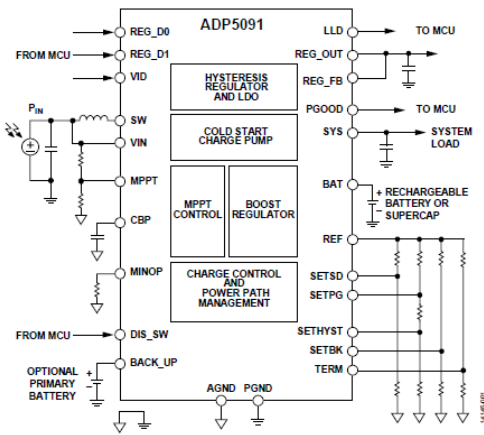 ADP5091
REG_D0
FROM MCU
REG_D1
VID
PIN
SW
VIN
MPPT
CBP
MINOP
FROM MCU
DIS_SW
BACK_UP
OPTIONAL
PRIMARY
BATTERY
+
–
HYSTERESIS
REGULATOR
AND LDO
COLD START
CHARGE PUMP
MPPT
CONTROL
BOOST
REGULATOR
CHARGE CONTROL
AND
POWER PATH
MANAGEMENT
AGND
PGND
LLD
TO MCU
REG_OUT
REG_FB
PGOOD
TO MCU
SYS
SYSTEM
LOAD
BAT
+
–
RECHARGEABLE
BATTERY OR
SUPERCAP
REF
SETSD
SETPG
SETHYST
SETBK
TERM